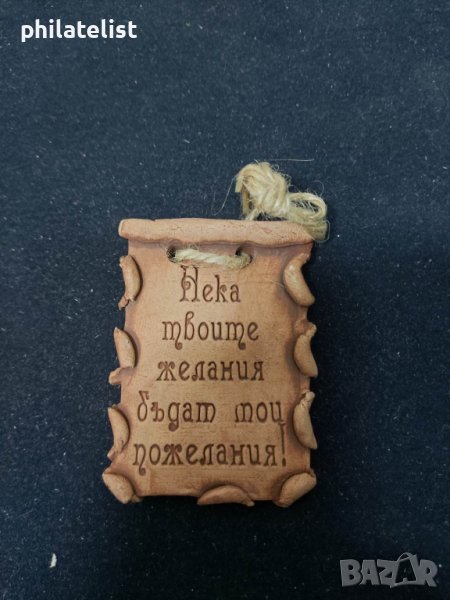 philatelist
Нека
твоите
желания
бъдат мои
пожелания!
BAZAR